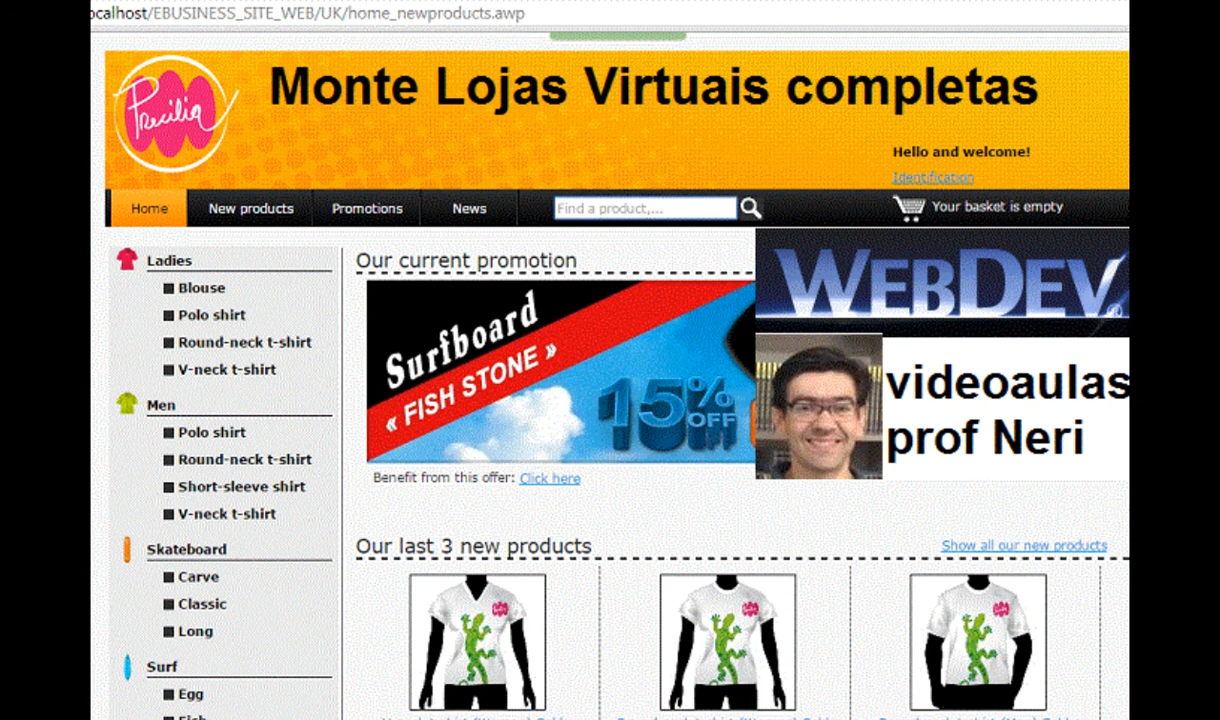 ocalhost/EBUSINESS_SITE_WEB/UK/home_newproducts.awp
Precilia
Monte Lojas Virtuais completas
Hello and welcome!
Identification
Home
New products
Promotions
News
Find a product,...
Your basket is empty
Ladies
Blouse
Polo shirt
Round-neck t-shirt
V-neck t-shirt
Men
Polo shirt
Round-neck t-shirt
Short-sleeve shirt
V-neck t-shirt
Skateboard
Carve
Classic
Long
Surf
Egg
Our current promotion
Surfboard
« FISH STONE »
15% OFF
Benefit from this offer: Click here
WEBDEV®
videoaulas
prof Neri
Our last 3 new products
Show all our new products